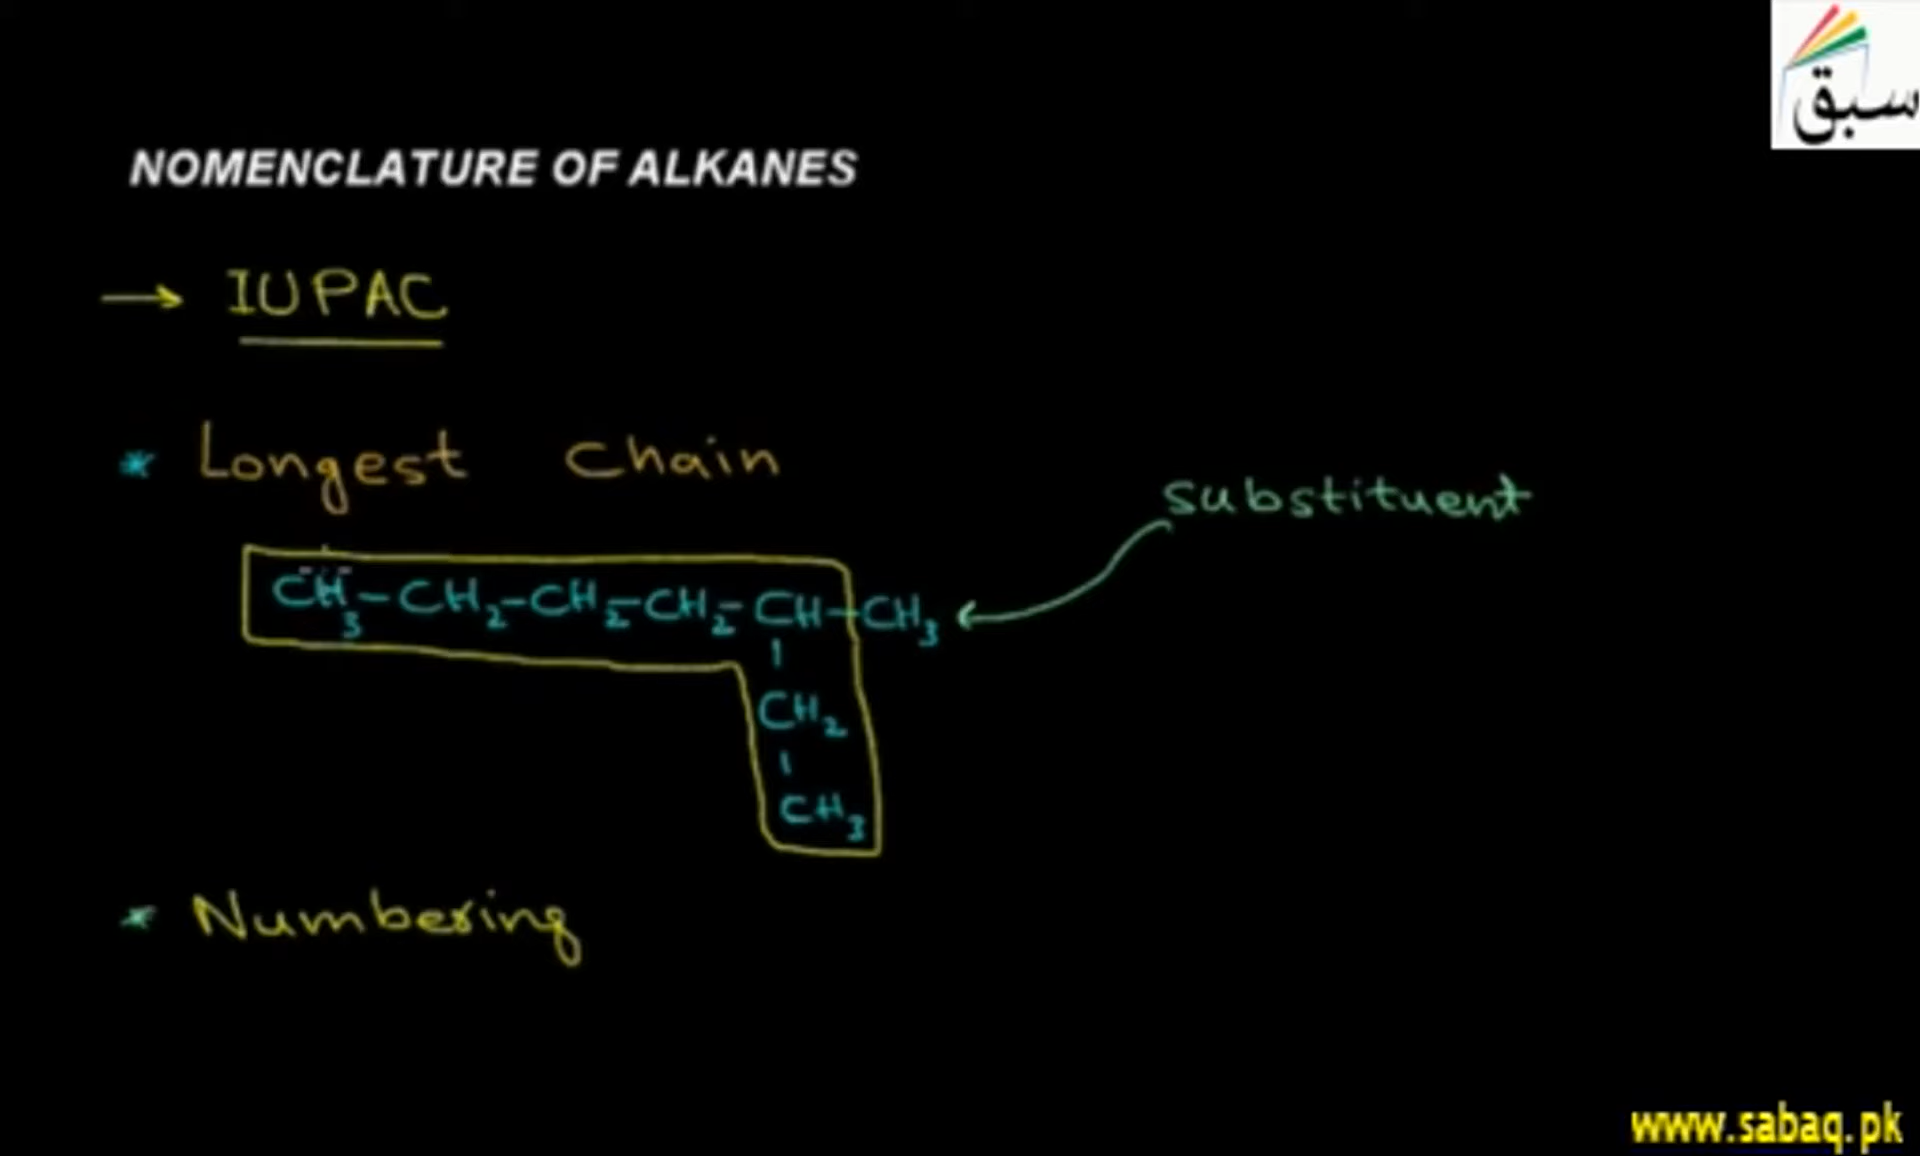 سبق
NOMENCLATURE OF ALKANES
→ IUPAC
* Longest Chain
substituent
CH₃-CH₂-CH₂-CH₂-CH-CH₃
CH₂
CH₃
* Numbering
www.sabaq.pk